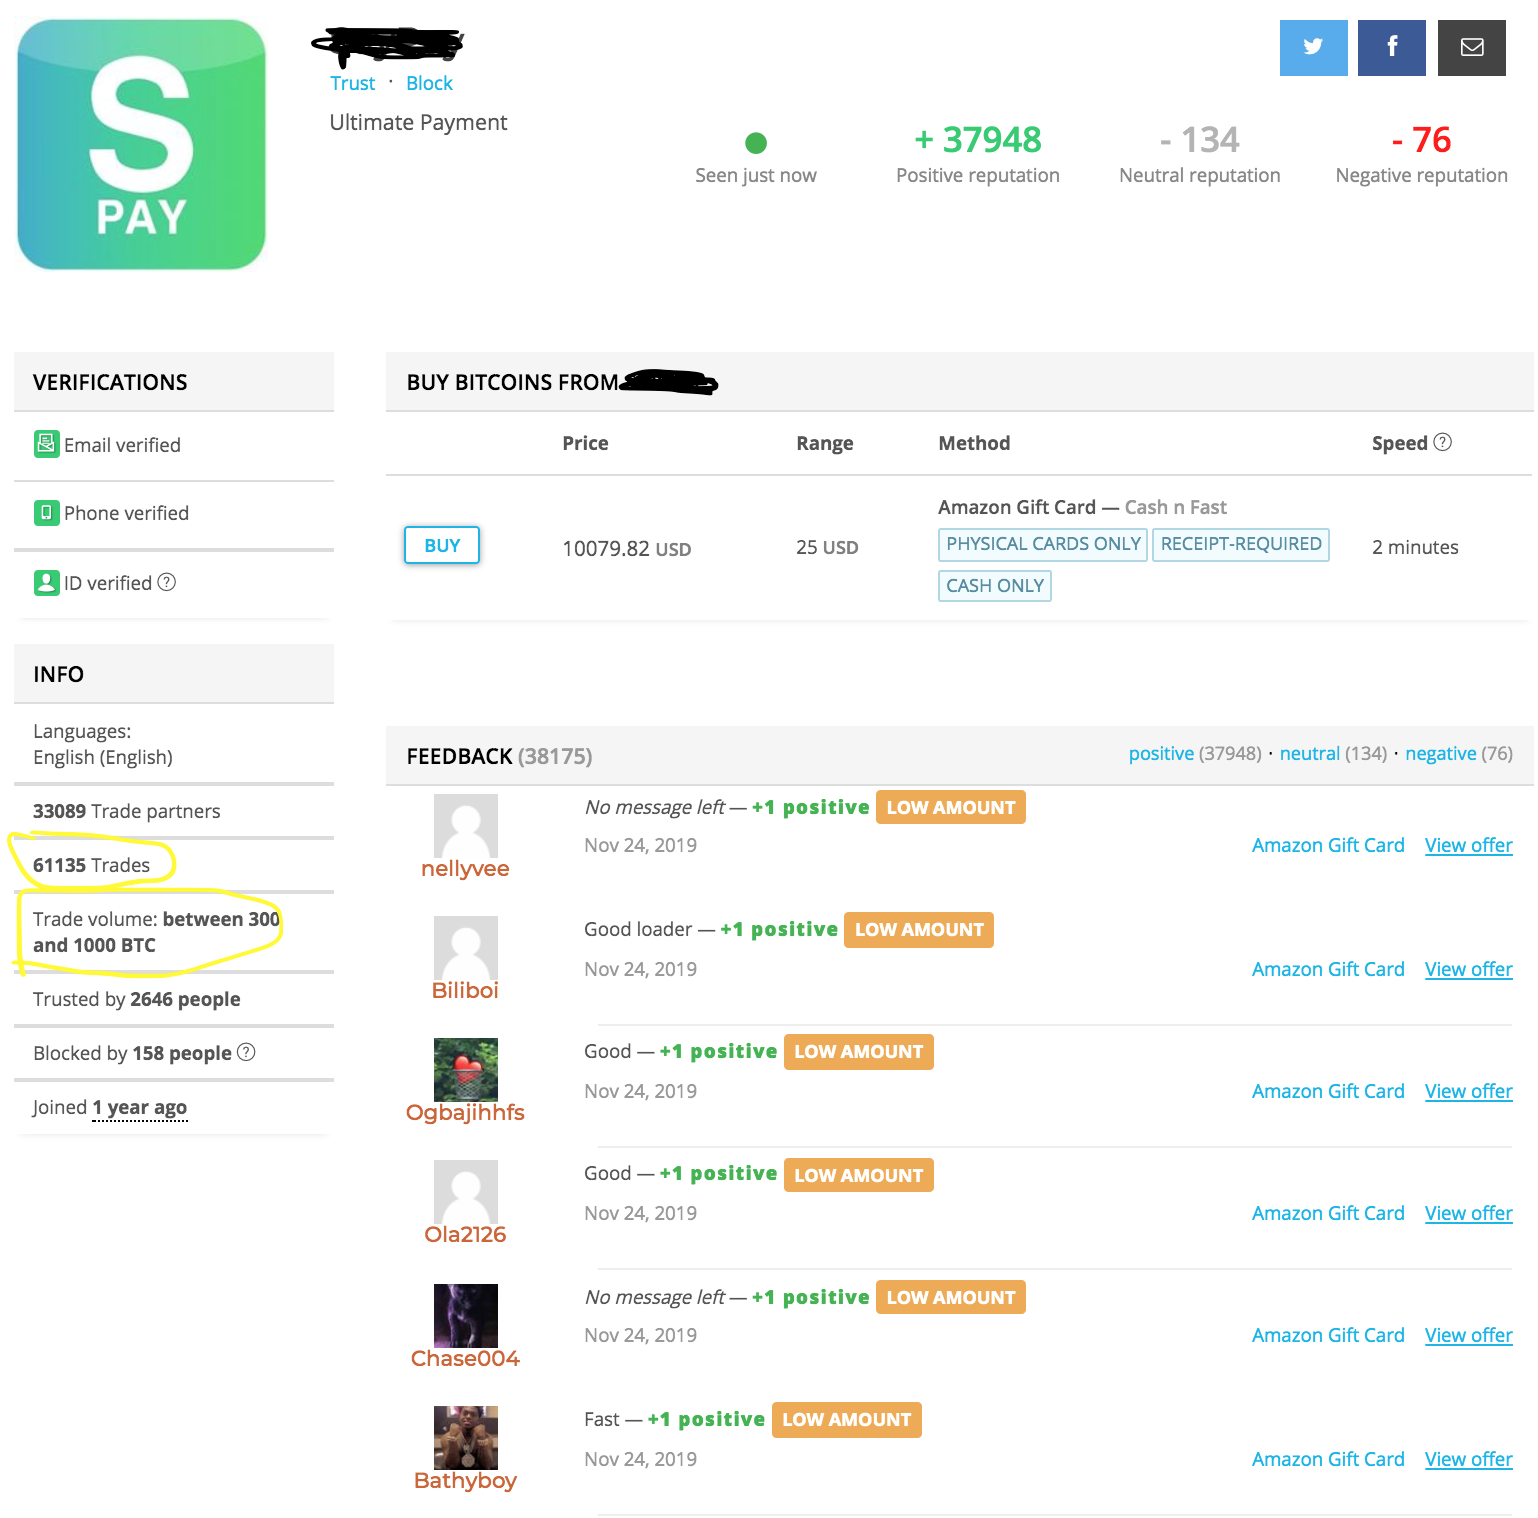 S
PAY
Trust · Block
Ultimate Payment
Seen just now
+ 37948
Positive reputation
- 134
Neutral reputation
- 76
Negative reputation
VERIFICATIONS
Email verified
Phone verified
ID verified ?
INFO
Languages:
English (English)
33089 Trade partners
61135 Trades
Trade volume: between 300
and 1000 BTC
Trusted by 2646 people
Blocked by 158 people ?
Joined 1 year ago
BUY BITCOINS FROM
Price Range Method Speed ?
BUY 10079.82 USD 25 USD Amazon Gift Card — Cash n Fast 2 minutes
PHYSICAL CARDS ONLY RECEIPT-REQUIRED
CASH ONLY
FEEDBACK (38175) positive (37948) · neutral (134) · negative (76)
No message left — +1 positive LOW AMOUNT
Nov 24, 2019 Amazon Gift Card View offer
nellyvee
Good loader — +1 positive LOW AMOUNT
Nov 24, 2019 Amazon Gift Card View offer
Biliboi
Good — +1 positive LOW AMOUNT
Nov 24, 2019 Amazon Gift Card View offer
Ogbajihhfs
Good — +1 positive LOW AMOUNT
Nov 24, 2019 Amazon Gift Card View offer
Ola2126
No message left — +1 positive LOW AMOUNT
Nov 24, 2019 Amazon Gift Card View offer
Chase004
Fast — +1 positive LOW AMOUNT
Nov 24, 2019 Amazon Gift Card View offer
Bathyboy